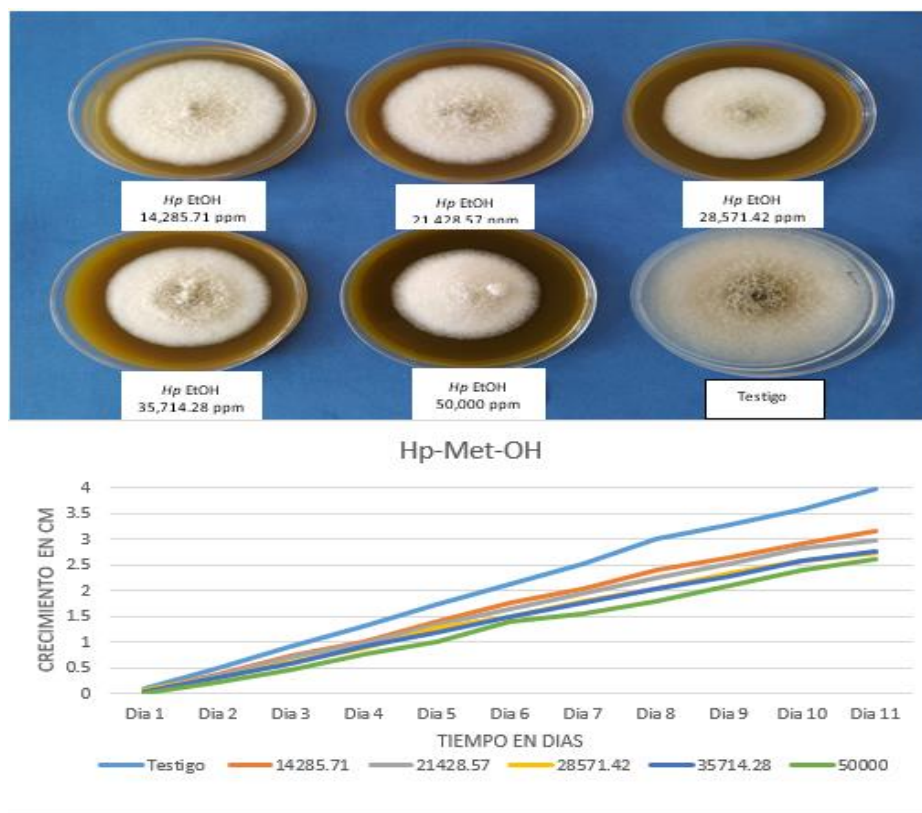 Hp EtOH
14,285.71 ppm
Hp EtOH
21,428.57 ppm
Hp EtOH
28,571.42 ppm
Hp EtOH
35,714.28 ppm
Hp EtOH
50,000 ppm
Testigo
Hp-Met-OH
CRECIMIENTO EN CM
4
3.5
3
2.5
2
1.5
1
0.5
0
Dia 1 Dia 2 Dia 3 Dia 4 Dia 5 Dia 6 Dia 7 Dia 8 Dia 9 Dia 10 Dia 11
TIEMPO EN DIAS
Testigo 14285.71 21428.57 28571.42 35714.28 50000